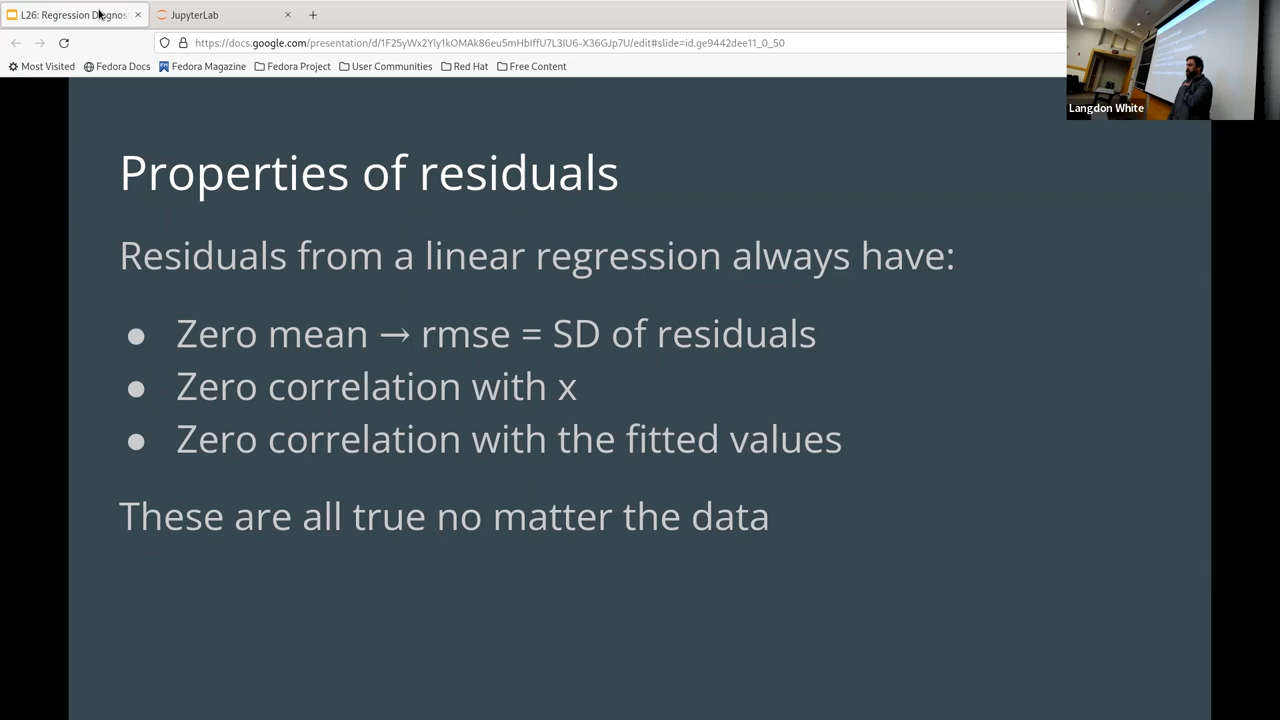 L26: Regression Diagnos
JupyterLab
https://docs.google.com/presentation/d/1F25yWx2Yly1kOMAk86eu5mHbIffU7L3IU6-X36GJp7U/edit#slide=id.ge9442dee11_0_50
Most Visited Fedora Docs Fedora Magazine Fedora Project User Communities Red Hat Free Content
Langdon White
Properties of residuals
Residuals from a linear regression always have:
● Zero mean → rmse = SD of residuals
● Zero correlation with x
● Zero correlation with the fitted values
These are all true no matter the data